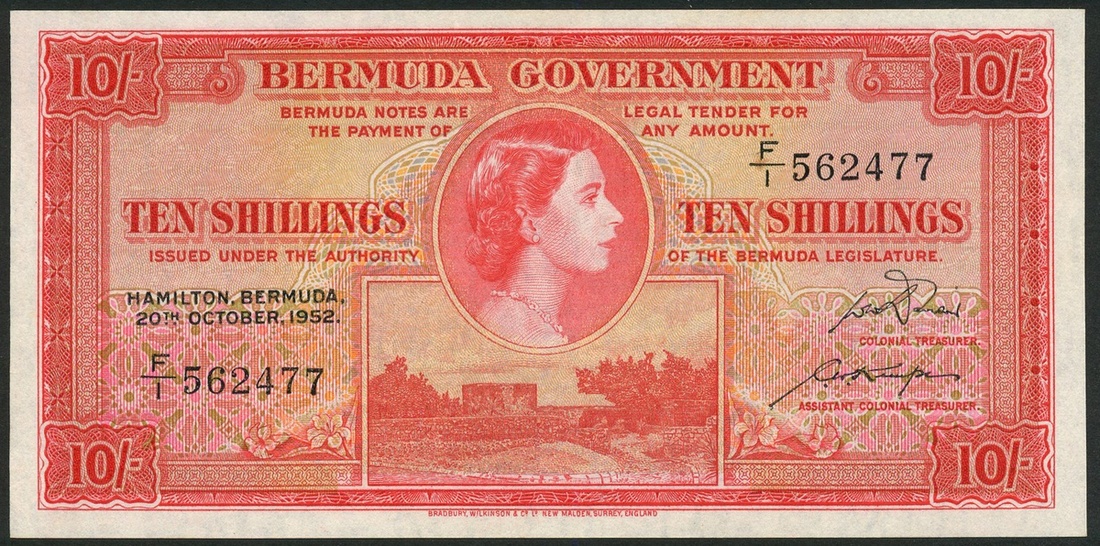 10/- 10/-
BERMUDA GOVERNMENT
BERMUDA NOTES ARE LEGAL TENDER FOR
THE PAYMENT OF ANY AMOUNT.
F/1 562477
TEN SHILLINGS TEN SHILLINGS
ISSUED UNDER THE AUTHORITY OF THE BERMUDA LEGISLATURE.
HAMILTON, BERMUDA,
20TH OCTOBER, 1952.
COLONIAL TREASURER.
F/1 562477
ASSISTANT COLONIAL TREASURER.
10/- 10/-
BRADBURY, WILKINSON & Co. Ld. NEW MALDEN, SURREY, ENGLAND